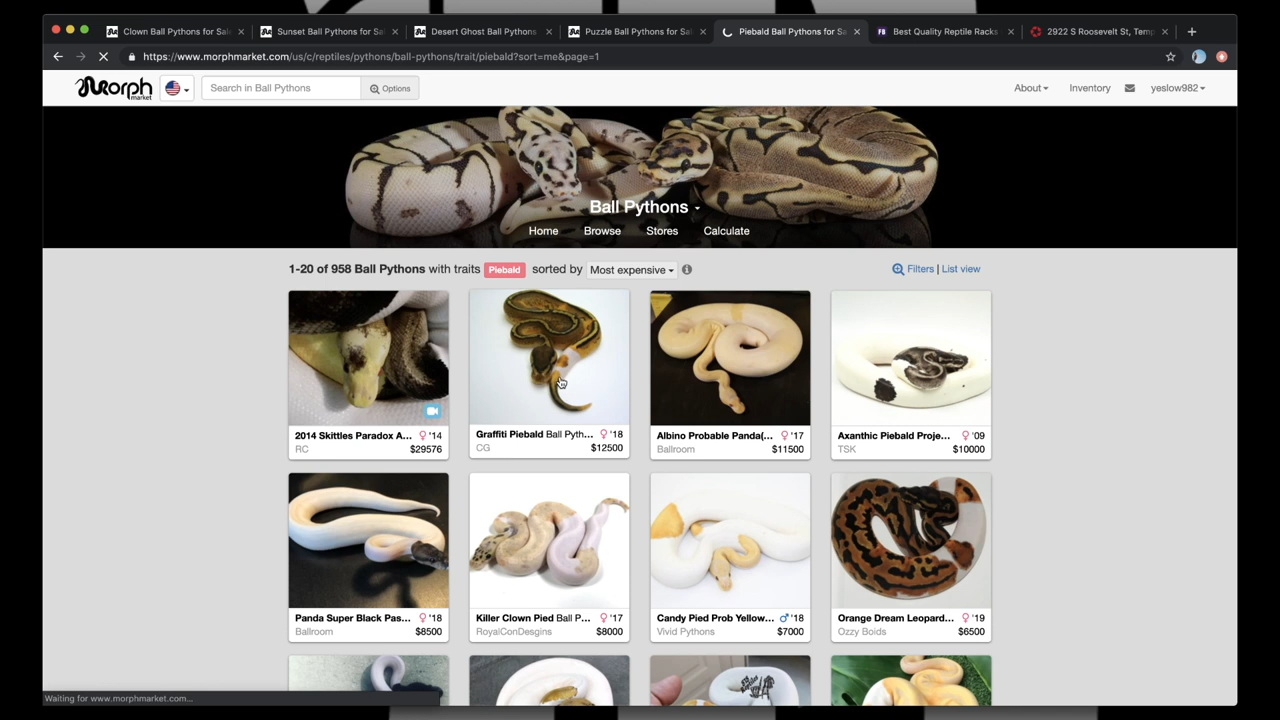 Clown Ball Pythons for Sale
Sunset Ball Pythons for Sal
Desert Ghost Ball Pythons
Puzzle Ball Pythons for Sal
Piebald Ball Pythons for Sa
Best Quality Reptile Racks
2922 S Roosevelt St, Temp
https://www.morphmarket.com/us/c/reptiles/pythons/ball-pythons/trait/piebald?sort=me&page=1
Morph market
Search in Ball Pythons
Options
About
Inventory
yeslow982
Ball Pythons
Home Browse Stores Calculate
1-20 of 958 Ball Pythons with traits Piebald sorted by Most expensive
Filters | List view
2014 Skittles Paradox A... ♀ '14
RC $29576
Graffiti Piebald Ball Pyth... ♀ '18
CG $12500
Albino Probable Panda(... ♀ '17
Ballroom $11500
Axanthic Piebald Proje... ♀ '09
TSK $10000
Panda Super Black Pas... ♀ '18
Ballroom $8500
Killer Clown Pied Ball P... ♀ '17
RoyalConDesgins $8000
Candy Pied Prob Yellow... ♂ '18
Vivid Pythons $7000
Orange Dream Leopard... ♀ '19
Ozzy Boids $6500
Waiting for www.morphmarket.com...